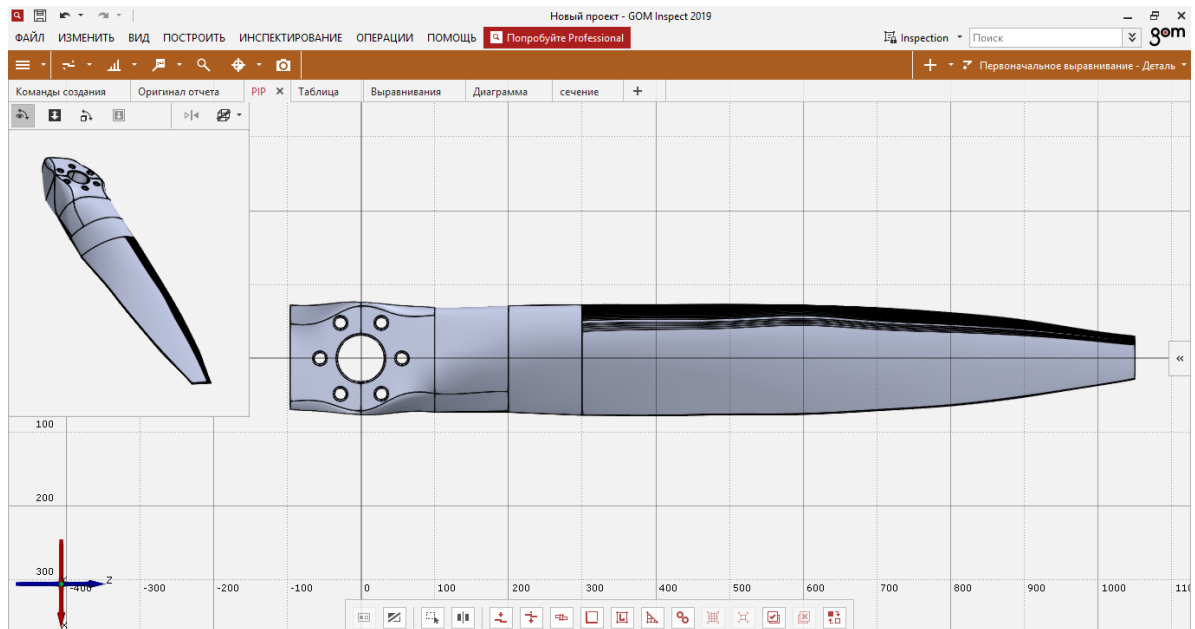 Новый проект - GOM Inspect 2019
ФАЙЛ ИЗМЕНИТЬ ВИД ПОСТРОИТЬ ИНСПЕКТИРОВАНИЕ ОПЕРАЦИИ ПОМОЩЬ Попробуйте Professional Inspection Поиск gom
Первоначальное выравнивание - Деталь
Команды создания Оригинал отчета PIP Таблица Выравнивания Диаграмма сечение
100
200
300
Z
-400 -300 -200 -100 0 100 200 300 400 500 600 700 800 900 1000
X